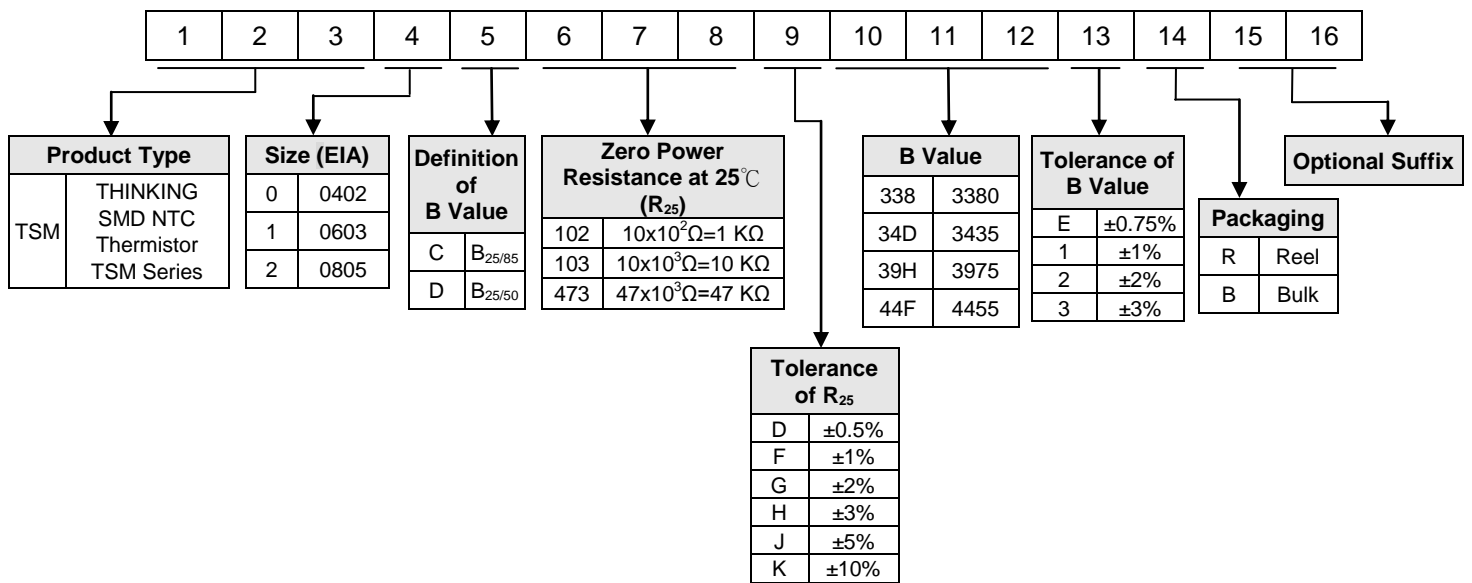 1 2 3 4 5 6 7 8 9 10 11 12 13 14 15 16
Product Type
TSM
THINKING
SMD NTC
Thermistor
TSM Series
Size (EIA)
0 0402
1 0603
2 0805
Definition
of
B Value
C B25/85
D B25/50
Zero Power
Resistance at 25℃
(R25)
102 10x10²Ω=1 KΩ
103 10x10³Ω=10 KΩ
473 47x10³Ω=47 KΩ
Tolerance
of R25
D ±0.5%
F ±1%
G ±2%
H ±3%
J ±5%
K ±10%
B Value
338 3380
34D 3435
39H 3975
44F 4455
Tolerance of
B Value
E ±0.75%
1 ±1%
2 ±2%
3 ±3%
Packaging
R Reel
B Bulk
Optional Suffix